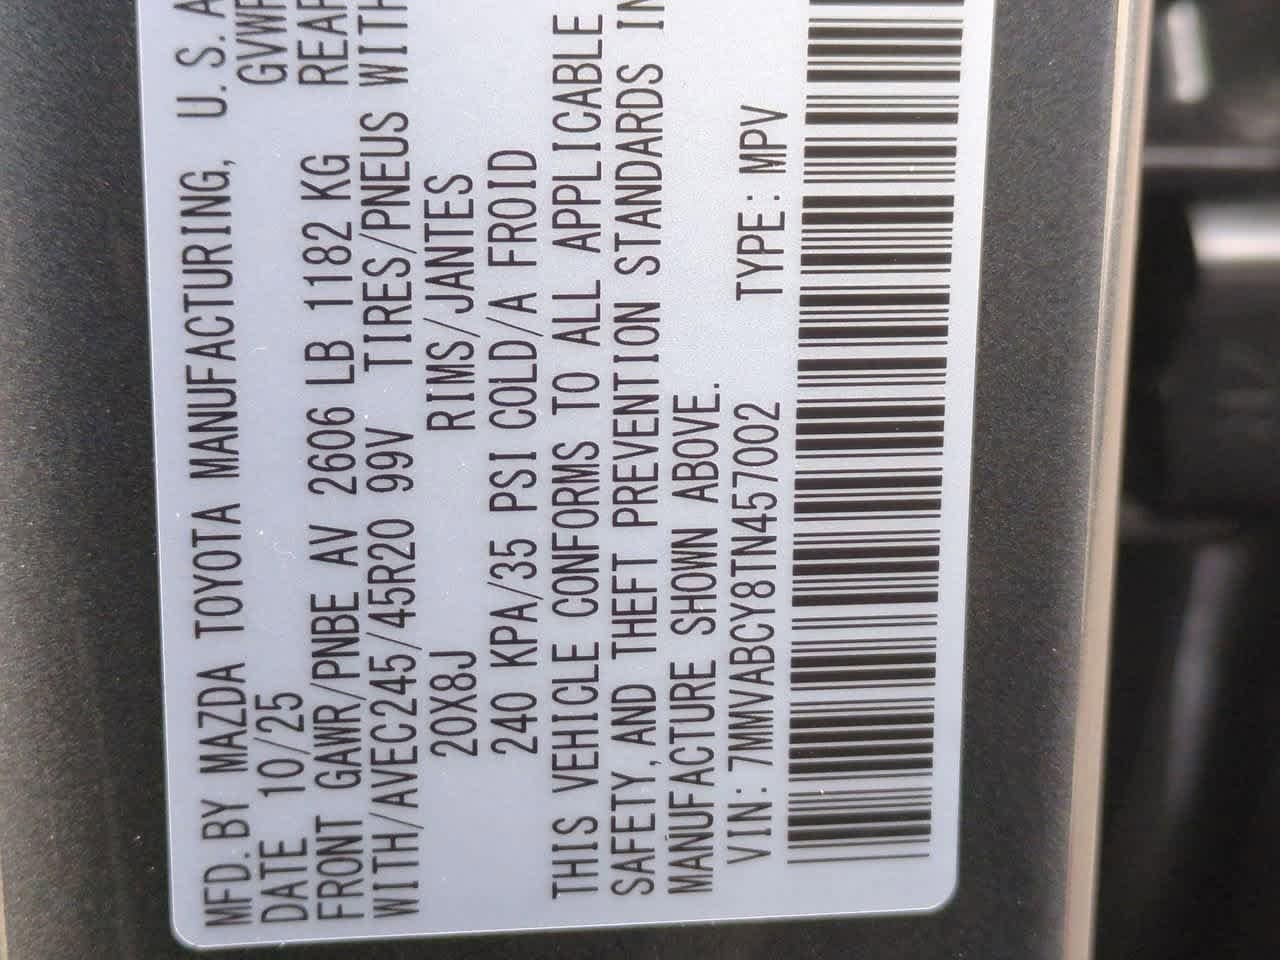 MFD. BY MAZDA TOYOTA MANUFACTURING, U.S.A
DATE 10/25 GVWR
FRONT GAWR/PNBE AV 2606 LB 1182 KG REAR
WITH/AVEC245/45R20 99V TIRES/PNEUS WITH
20X8J RIMS/JANTES
240 KPA/35 PSI COLD/A FROID
THIS VEHICLE CONFORMS TO ALL APPLICABLE
SAFETY, AND THEFT PREVENTION STANDARDS IN
MANUFACTURE SHOWN ABOVE.
VIN: 7MMVABCY8TN457002 TYPE: MPV